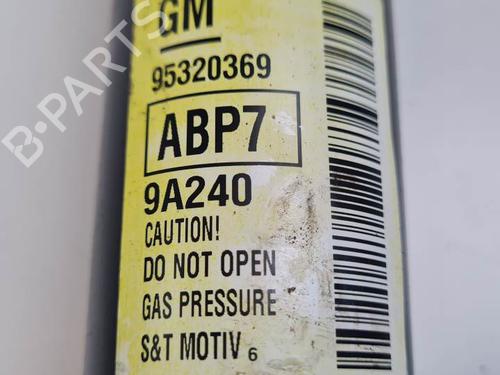 GM
95320369
ABP7
9A240
CAUTION!
DO NOT OPEN
GAS PRESSURE
S&T MOTIV 6
B-PARTS